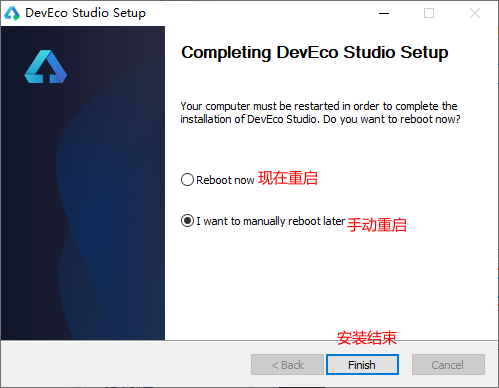 DevEco Studio Setup
Completing DevEco Studio Setup
Your computer must be restarted in order to complete the
installation of DevEco Studio. Do you want to reboot now?
Reboot now 现在重启
I want to manually reboot later 手动重启
安装结束
< Back Finish Cancel